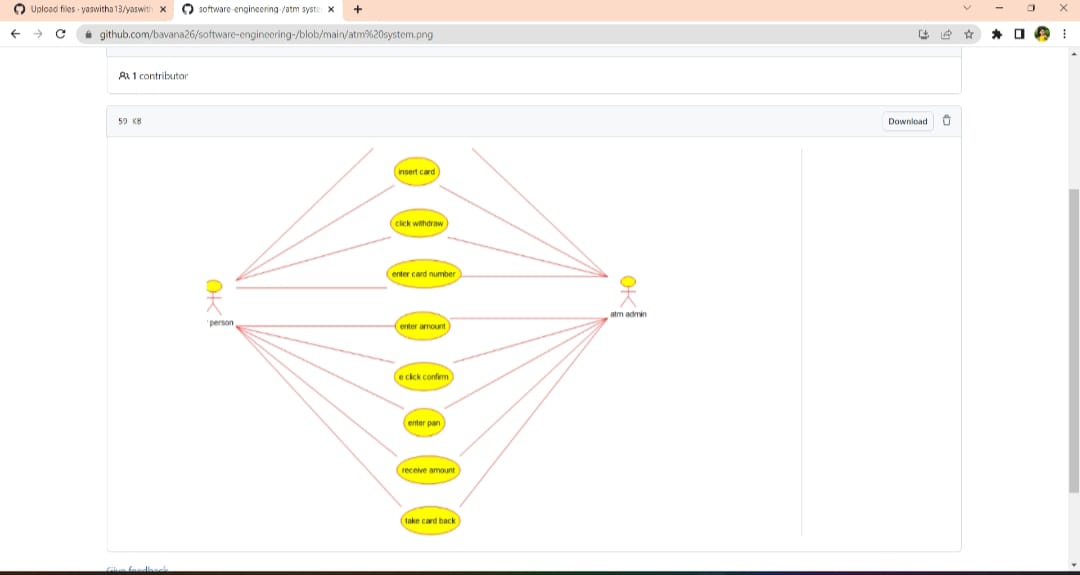 Upload files · yaswitha13/yaswith
software-engineering-/atm syste
github.com/bavana26/software-engineering-/blob/main/atm%20system.png
1 contributor
59 KB
Download
insert card
click withdraw
enter card number
person
atm admin
enter amount
e click confirm
enter pan
receive amount
take card back
Give feedback